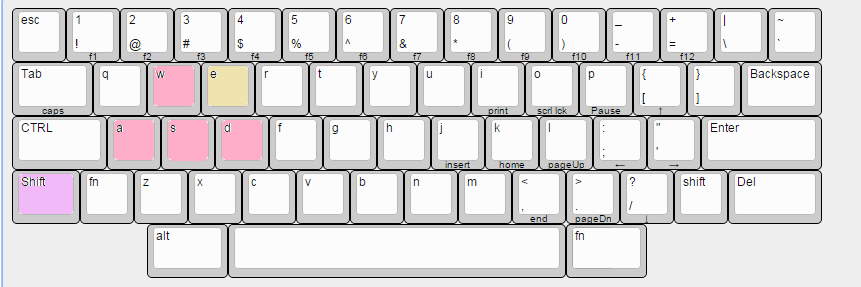 esc 1 2 3 4 5 6 7 8 9 0 _ + | ~
! @ # $ % ^ & * ( ) - = \ `
f1 f2 f3 f4 f5 f6 f7 f8 f9 f10 f11 f12
Tab q w e r t y u i o p { } Backspace
[ ]
caps print scrl lck Pause ↑
CTRL a s d f g h j k l : " Enter
; '
insert home pageUp ← →
Shift fn z x c v b n m < > ? shift Del
, . /
end pageDn ↓
alt fn